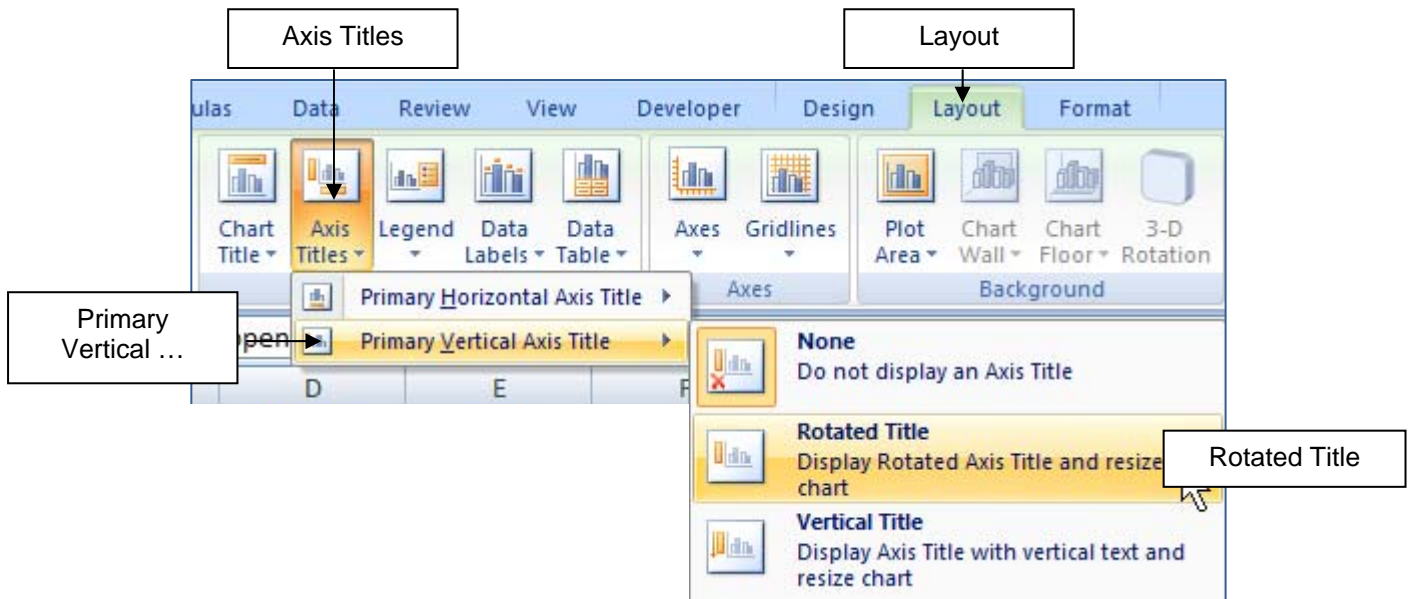 Axis Titles
Layout
ulas Data Review View Developer Design Layout Format
Chart Title Axis Titles Legend Data Labels Data Table Axes Gridlines Plot Area Chart Wall Chart Floor 3-D Rotation
Axes Background
Primary Horizontal Axis Title
Primary
Vertical …
Primary Vertical Axis Title
D E
None
Do not display an Axis Title
Rotated Title
Display Rotated Axis Title and resize
chart
Rotated Title
Vertical Title
Display Axis Title with vertical text and
resize chart